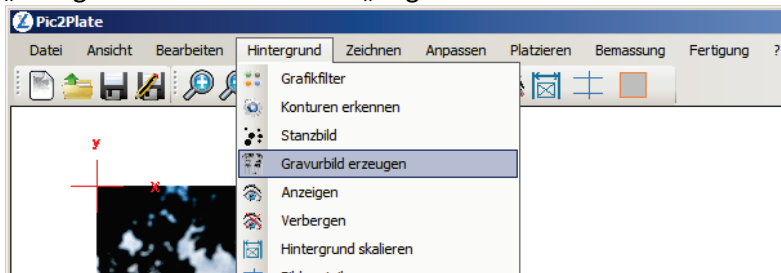 Pic2Plate
Datei Ansicht Bearbeiten Hintergrund Zeichnen Anpassen Platzieren Bemassung Fertigung ?
Grafikfilter
Konturen erkennen
Stanzbild
Gravurbild erzeugen
Anzeigen
Verbergen
Hintergrund skalieren
y
x